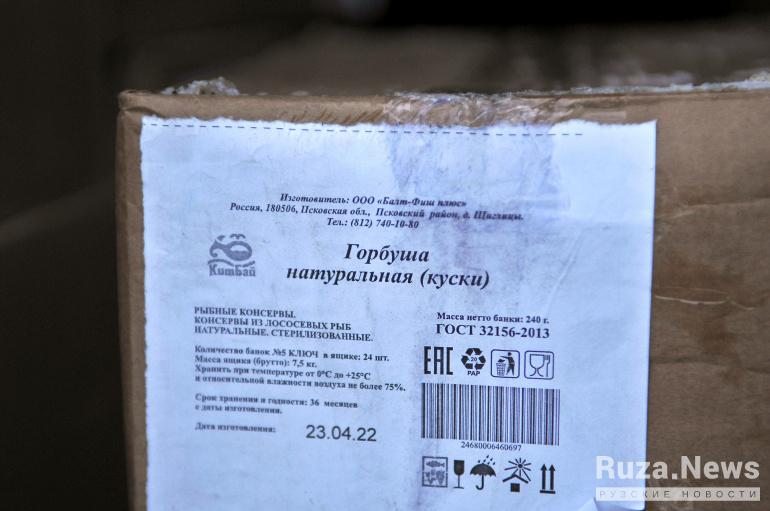 Изготовитель: ООО «Балт-Фиш плюс»
Россия, 180506, Псковская обл., Псковский район, д. Щиглицы.
Тел.: (812) 740-10-80
КитБай
Горбуша
натуральная (куски)
РЫБНЫЕ КОНСЕРВЫ.
КОНСЕРВЫ ИЗ ЛОСОСЕВЫХ РЫБ
НАТУРАЛЬНЫЕ. СТЕРИЛИЗОВАННЫЕ.
Количество банок №5 КЛЮЧ в ящике: 24 шт.
Масса ящика (брутто): 7,5 кг.
Хранить при температуре от 0°С до +25°С
и относительной влажности воздуха не более 75%.
Срок хранения и годности: 36 месяцев
с даты изготовления.
Дата изготовления: 23.04.22
Масса нетто банки: 240 г.
ГОСТ 32156-2013
EAC
20
PAP
24680006460697
Ruza.News
РУЗСКИЕ НОВОСТИ